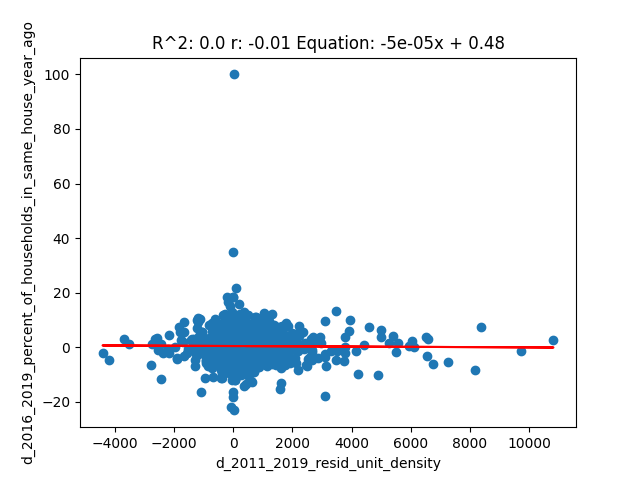 R^2: 0.0 r: -0.01 Equation: -5e-05x + 0.48
d_2016_2019_percent_of_households_in_same_house_year_ago
100
80
60
40
20
0
−20
−4000 −2000 0 2000 4000 6000 8000 10000
d_2011_2019_resid_unit_density